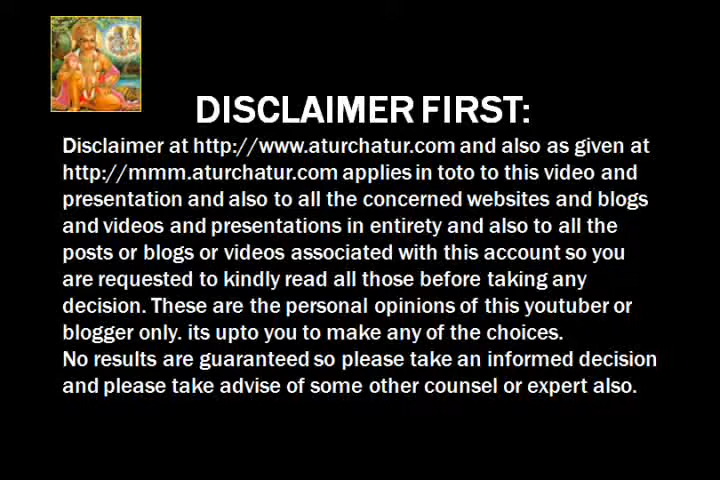 DISCLAIMER FIRST:
Disclaimer at http://www.aturchatur.com and also as given at
http://mmm.aturchatur.com applies in toto to this video and
presentation and also to all the concerned websites and blogs
and videos and presentations in entirety and also to all the
posts or blogs or videos associated with this account so you
are requested to kindly read all those before taking any
decision. These are the personal opinions of this youtuber or
blogger only. its upto you to make any of the choices.
No results are guaranteed so please take an informed decision
and please take advise of some other counsel or expert also.